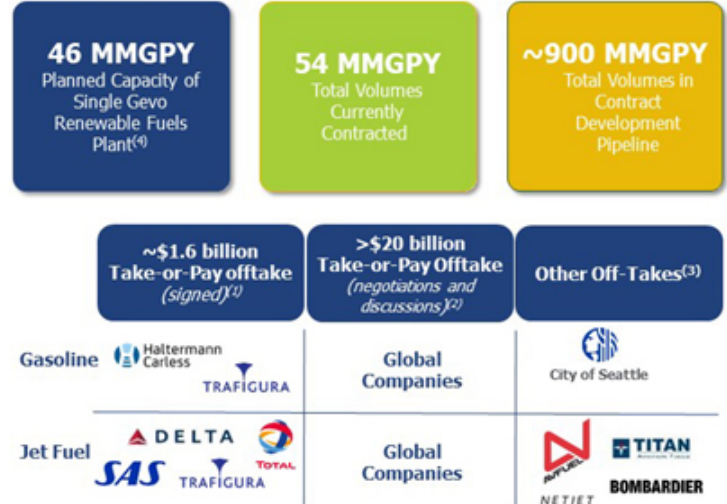 46 MMGPY
Planned Capacity of
Single Gevo
Renewable Fuels
Plant(4)
54 MMGPY
Total Volumes
Currently
Contracted
~900 MMGPY
Total Volumes in
Contract
Development
Pipeline
~$1.6 billion
Take-or-Pay offtake
(signed)(1)
>$20 billion
Take-or-Pay Offtake
(negotiations and
discussions)(2)
Other Off-Takes(3)
Gasoline
Haltermann
Carless
TRAFIGURA
Global
Companies
City of Seattle
Jet Fuel
DELTA
TOTAL
SAS
TRAFIGURA
Global
Companies
AVFUEL
TITAN
BOMBARDIER
NETJET